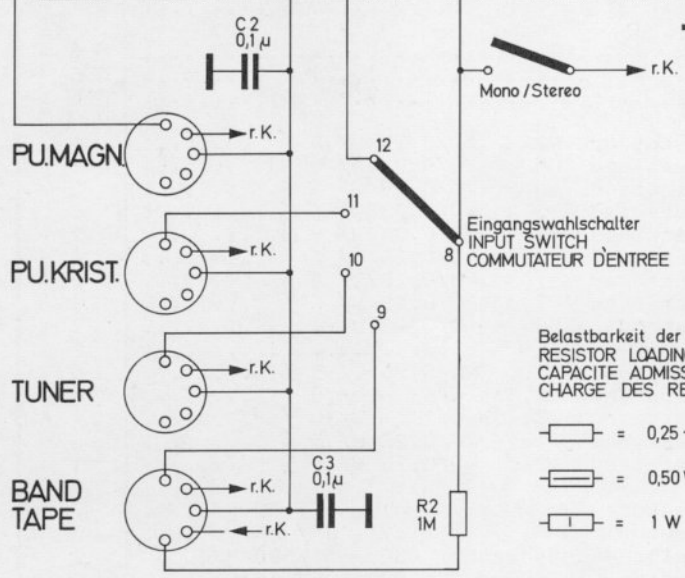 C2
0,1 µ
r.K.
Mono/Stereo
PU.MAGN.
r.K.
12
11
Eingangswahlschalter
INPUT SWITCH
COMMUTATEUR D'ENTREE
8
PU.KRIST.
r.K.
10
9
TUNER
r.K.
Belastbarkeit der
RESISTOR LOADING
CAPACITE ADMISS
CHARGE DES RE
= 0,25
= 0,50 W
= 1 W
BAND
TAPE
r.K.
r.K.
C3
0,1µ
R2
1M